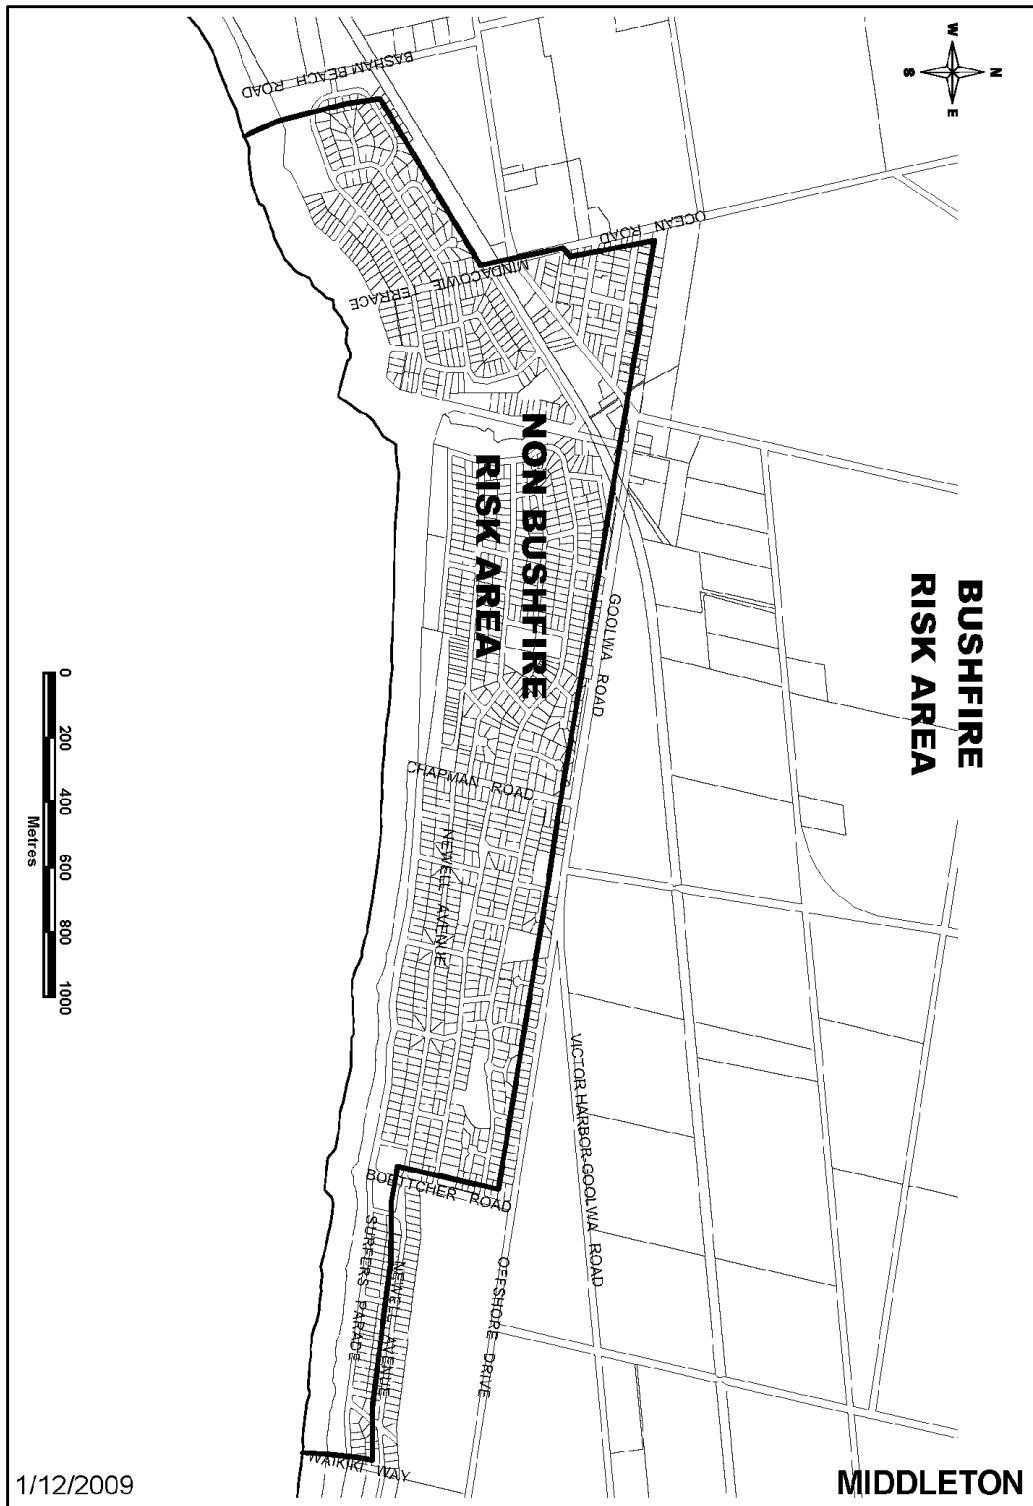 W
N
S
E
BASHAM BEACH ROAD
OCEAN ROAD
MINDACOWIE TERRACE
NON BUSHFIRE
RISK AREA
BUSHFIRE
RISK AREA
GOOLWA ROAD
CHAPMAN ROAD
NEWELL AVENUE
VICTOR HARBOR-GOOLWA ROAD
BOETTCHER ROAD
SURFERS PARADE
NEWELL AVENUE
OFFSHORE DRIVE
WAIKIKI WAY
0 200 400 600 800 1000
Metres
1/12/2009
MIDDLETON